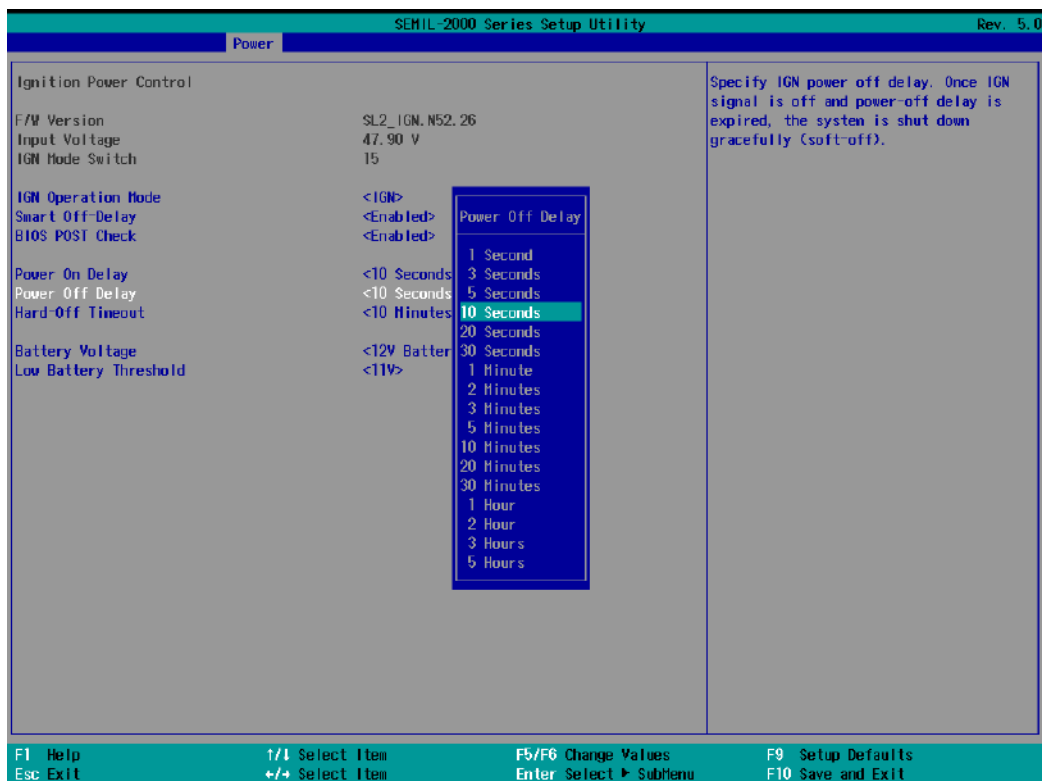 SEMIL-2000 Series Setup Utility Rev. 5.0
Power
Ignition Power Control
F/W Version SL2_IGN.N52.26
Input Voltage 47.90 V
IGN Mode Switch 15
IGN Operation Mode <IGN>
Smart Off-Delay <Enabled>
BIOS POST Check <Enabled>
Power On Delay <10 Seconds
Power Off Delay <10 Seconds
Hard-Off Timeout <10 Minutes
Battery Voltage <12V Batter
Low Battery Threshold <11V>
Power Off Delay
1 Second
3 Seconds
5 Seconds
10 Seconds
20 Seconds
30 Seconds
1 Minute
2 Minutes
3 Minutes
5 Minutes
10 Minutes
20 Minutes
30 Minutes
1 Hour
2 Hour
3 Hours
5 Hours
Specify IGN power off delay. Once IGN
signal is off and power-off delay is
expired, the system is shut down
gracefully (soft-off).
F1 Help ↑/↓ Select Item F5/F6 Change Values F9 Setup Defaults
Esc Exit ←/→ Select Item Enter Select ► SubMenu F10 Save and Exit